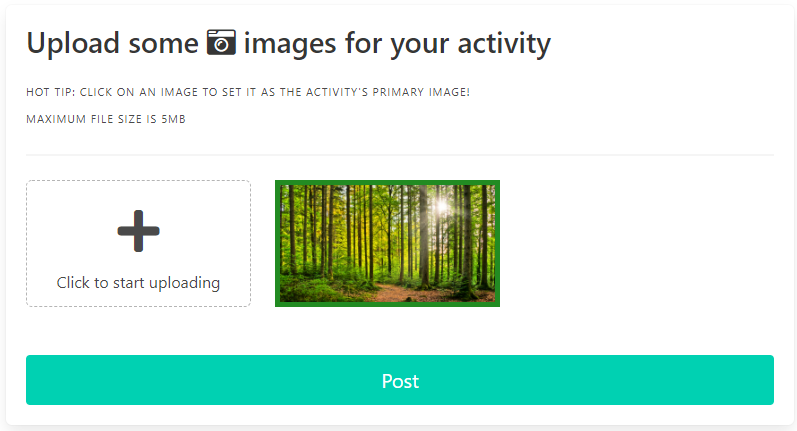 Upload some images for your activity
HOT TIP: CLICK ON AN IMAGE TO SET IT AS THE ACTIVITY'S PRIMARY IMAGE!
MAXIMUM FILE SIZE IS 5MB
Click to start uploading
Post